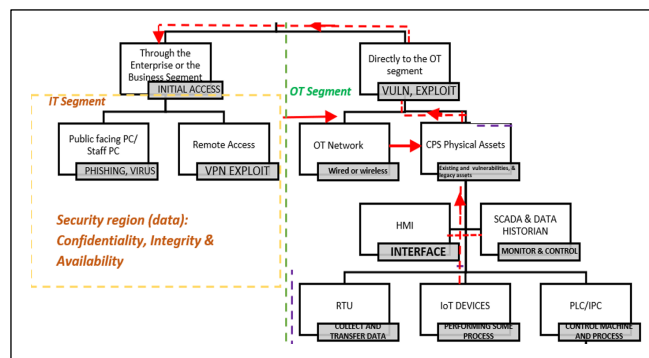 Through the
Enterprise or the
Business Segment
INITIAL ACCESS
Directly to the OT
segment
VULN, EXPLOIT
IT Segment
OT Segment
Public facing PC/
Staff PC
PHISHING, VIRUS
Remote Access
VPN EXPLOIT
OT Network
Wired or wireless
CPS Physical Assets
Existing and vulnerabilities, &
legacy assets
Security region (data):
Confidentiality, Integrity &
Availability
HMI
INTERFACE
SCADA & DATA
HISTORIAN
MONITOR & CONTROL
RTU
COLLECT AND
TRANSFER DATA
IoT DEVICES
PERFORMING SOME
PROCESS
PLC/IPC
CONTROL MACHINE
AND PROCESS